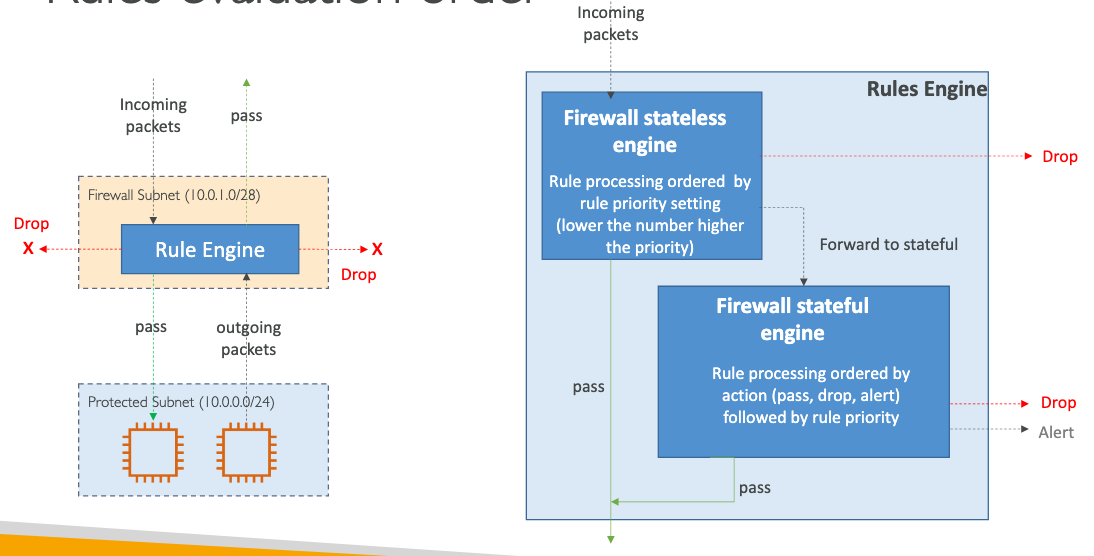 Rules evaluation order
Incoming
packets
pass
Firewall Subnet (10.0.1.0/28)
Drop
X
Rule Engine
X
Drop
pass
outgoing
packets
Protected Subnet (10.0.0.0/24)
Incoming
packets
Rules Engine
Firewall stateless
engine
Rule processing ordered by
rule priority setting
(lower the number higher
the priority)
Drop
Forward to stateful
Firewall stateful
engine
Rule processing ordered by
action (pass, drop, alert)
followed by rule priority
pass
Drop
Alert
pass